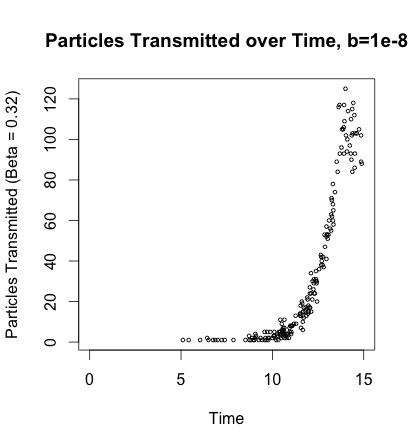 Particles Transmitted over Time, b=1e-8
Particles Transmitted (Beta = 0.32)
120
100
80
60
40
20
0
0 5 10 15
Time